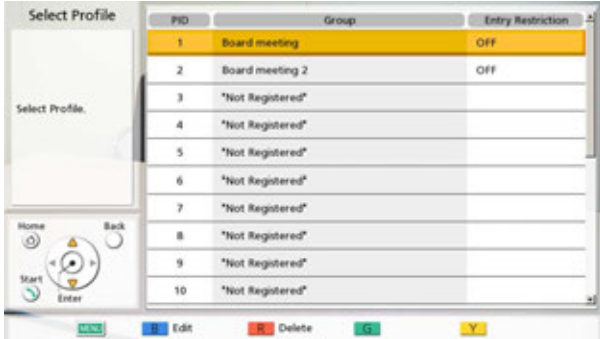 Select Profile
PID Group Entry Restriction
1 Board meeting OFF
2 Board meeting 2 OFF
3 "Not Registered"
4 "Not Registered"
5 "Not Registered"
6 "Not Registered"
7 "Not Registered"
8 "Not Registered"
9 "Not Registered"
10 "Not Registered"
Select Profile.
Home Back
Start
Enter
MENU B Edit R Delete G Y